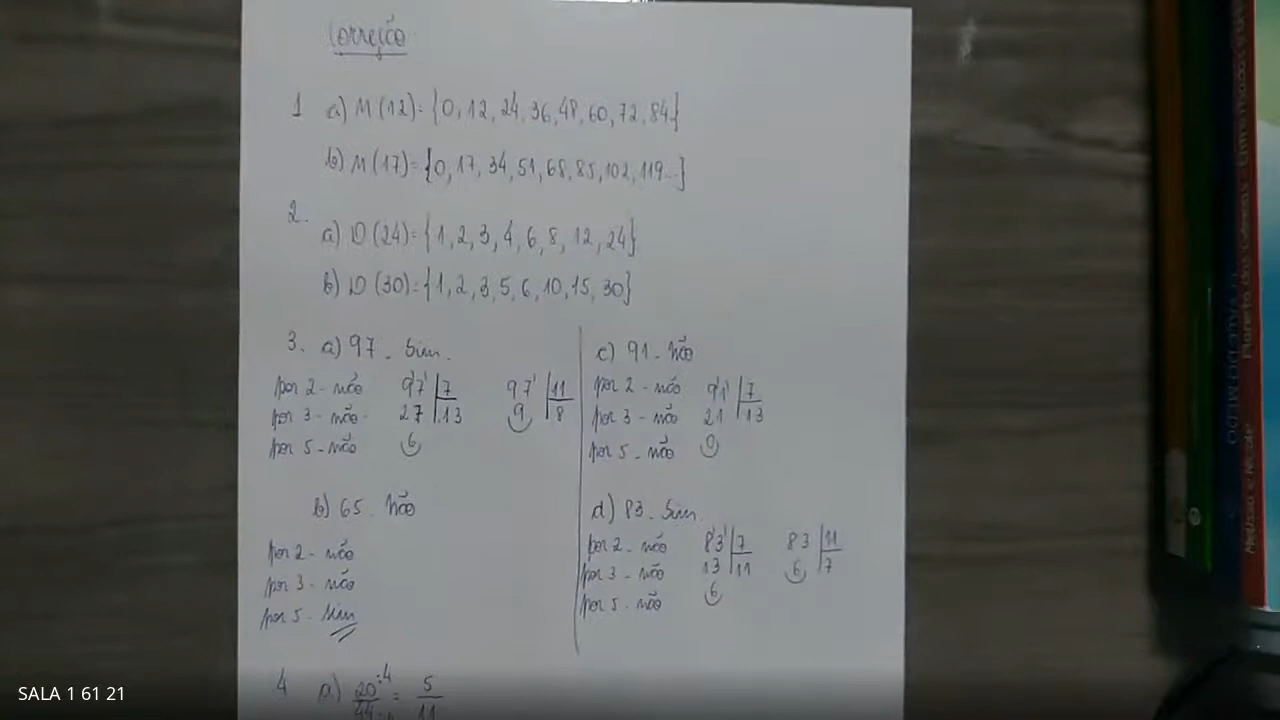 Correção
1 a) M(12)= {0, 12, 24, 36, 48, 60, 72, 84}
b) M(17)= {0, 17, 34, 51, 68, 85, 102, 119...}
2.
a) D(24)= {1, 2, 3, 4, 6, 8, 12, 24}
b) D(30)= {1, 2, 3, 5, 6, 10, 15, 30}
3. a) 97 - Sim.
por 2 - não 97 | 7 97 | 11
por 3 - não. 27 13 9 8
por 5 - não 6
b) 65 - Não
por 2 - não
por 3 - não
por 5 - Sim
c) 91 - Não
por 2 - não 91 | 7
por 3 - não 21 13
por 5 - não 0
d) 83 - Sim.
por 2 - não 83 | 7 83 | 11
por 3 - não 13 11 6 7
por 5 - não 6
4 a) 20:4 = 5
44 11
SALA 1 61 21
Planeta dos